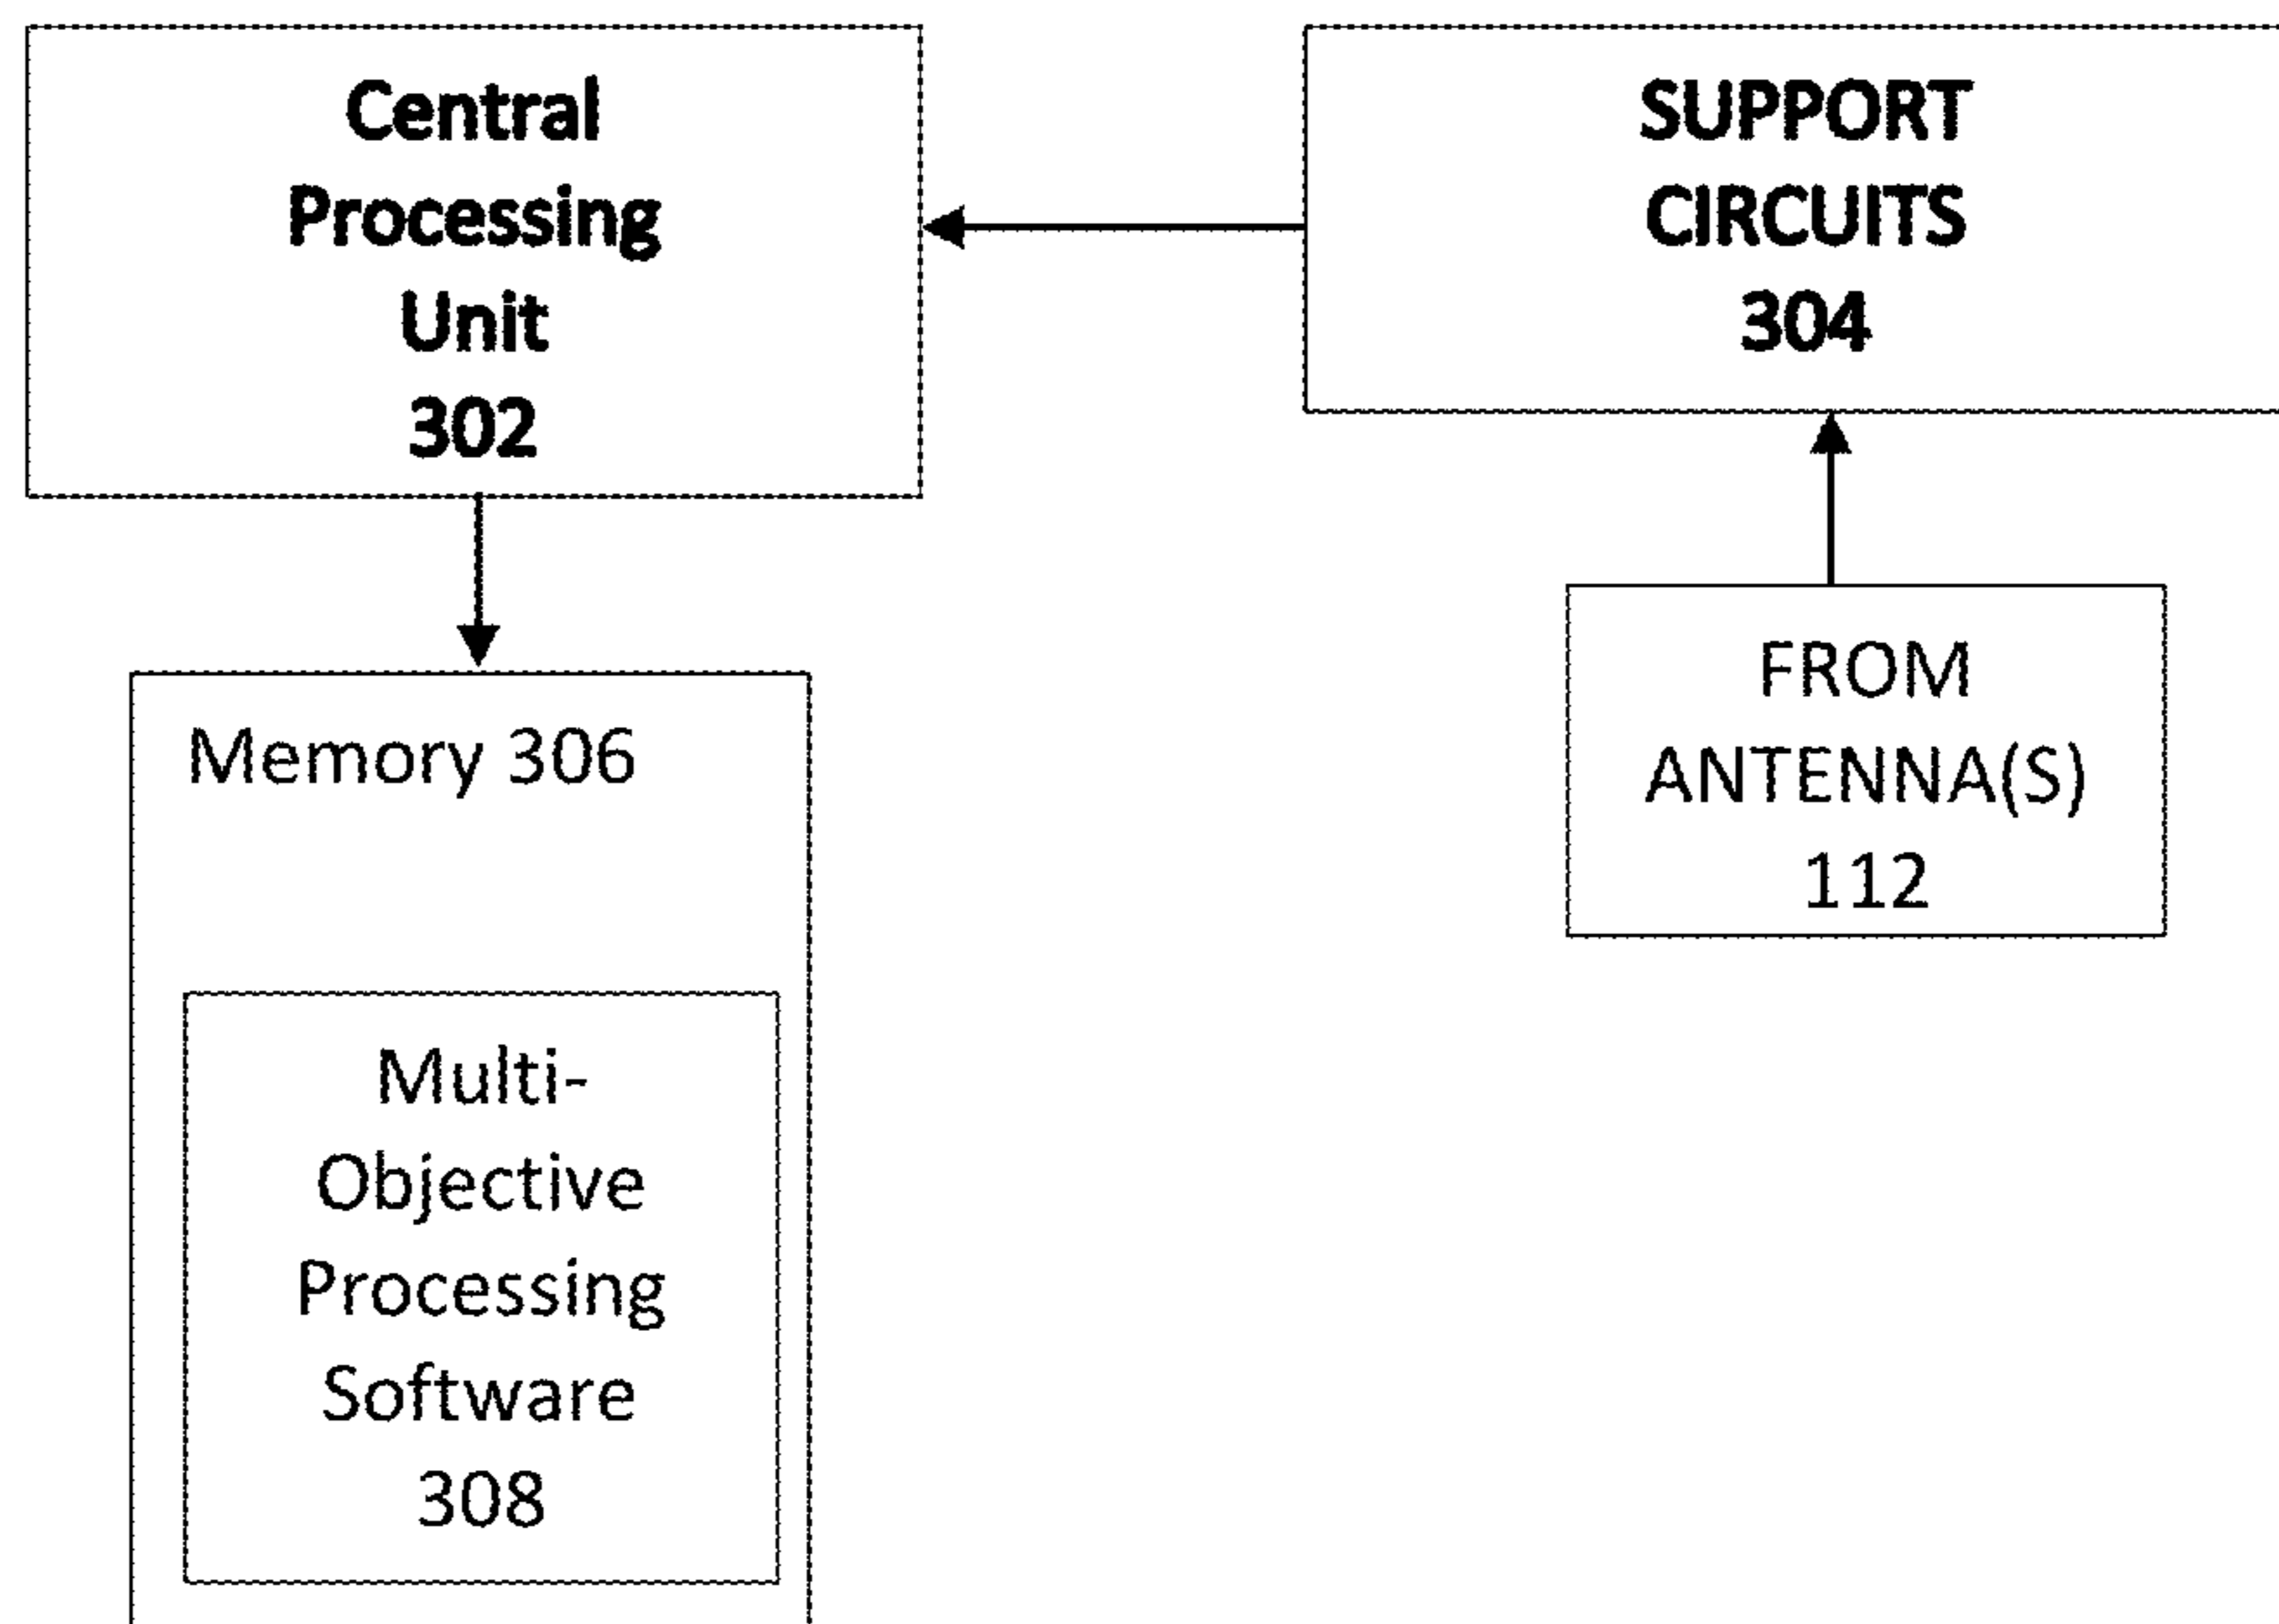 Central
Processing
Unit
302
SUPPORT
CIRCUITS
304
FROM
ANTENNA(S)
112
Memory 306
Multi-
Objective
Processing
Software
308